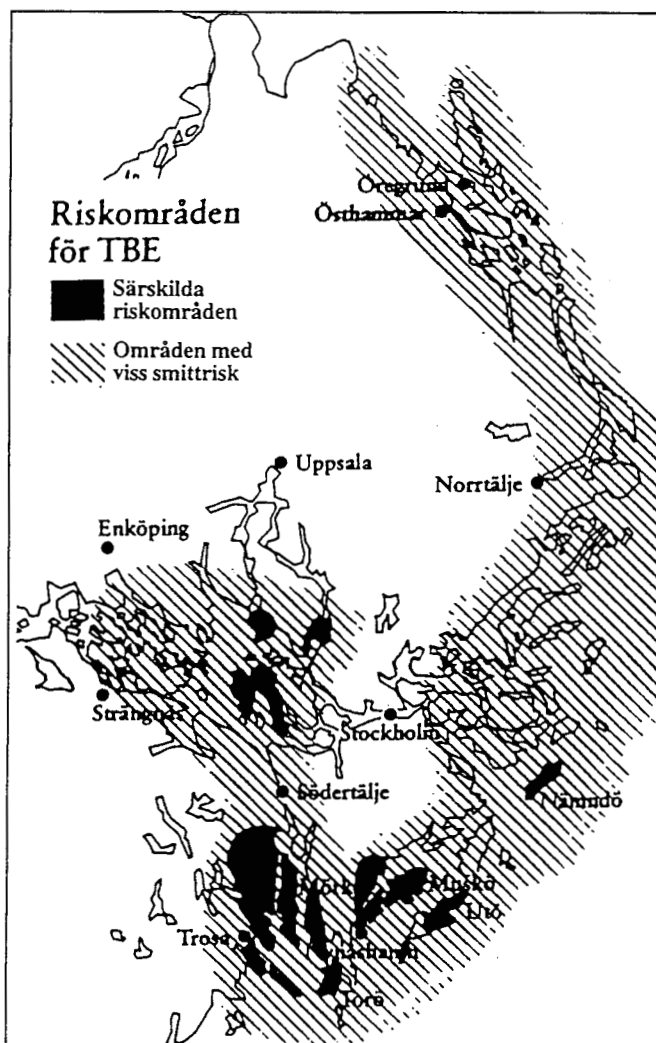 Öregrund
Östhammar
Riskområden
för TBE
Särskilda
riskområden
Områden med
viss smittrisk
Uppsala
Norrtälje
Enköping
Strängnäs
Stockholm
Södertälje
Nämndö
Muskö
Utö
Trosa
Torö